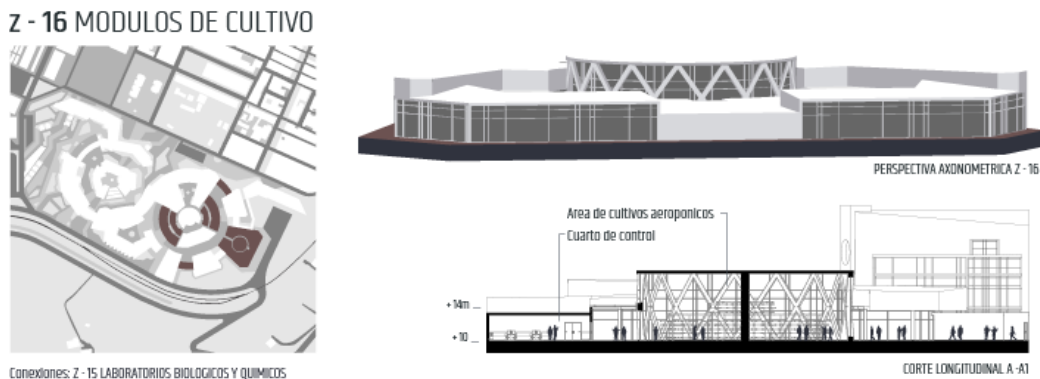 z - 16 MODULOS DE CULTIVO
PERSPECTIVA AXONOMETRICA Z - 16
Area de cultivos aeroponicos
Cuarto de control
+ 14m
+ 10
Conexiones: Z - 15 LABORATORIOS BIOLOGICOS Y QUIMICOS
CORTE LONGITUDINAL A -A1